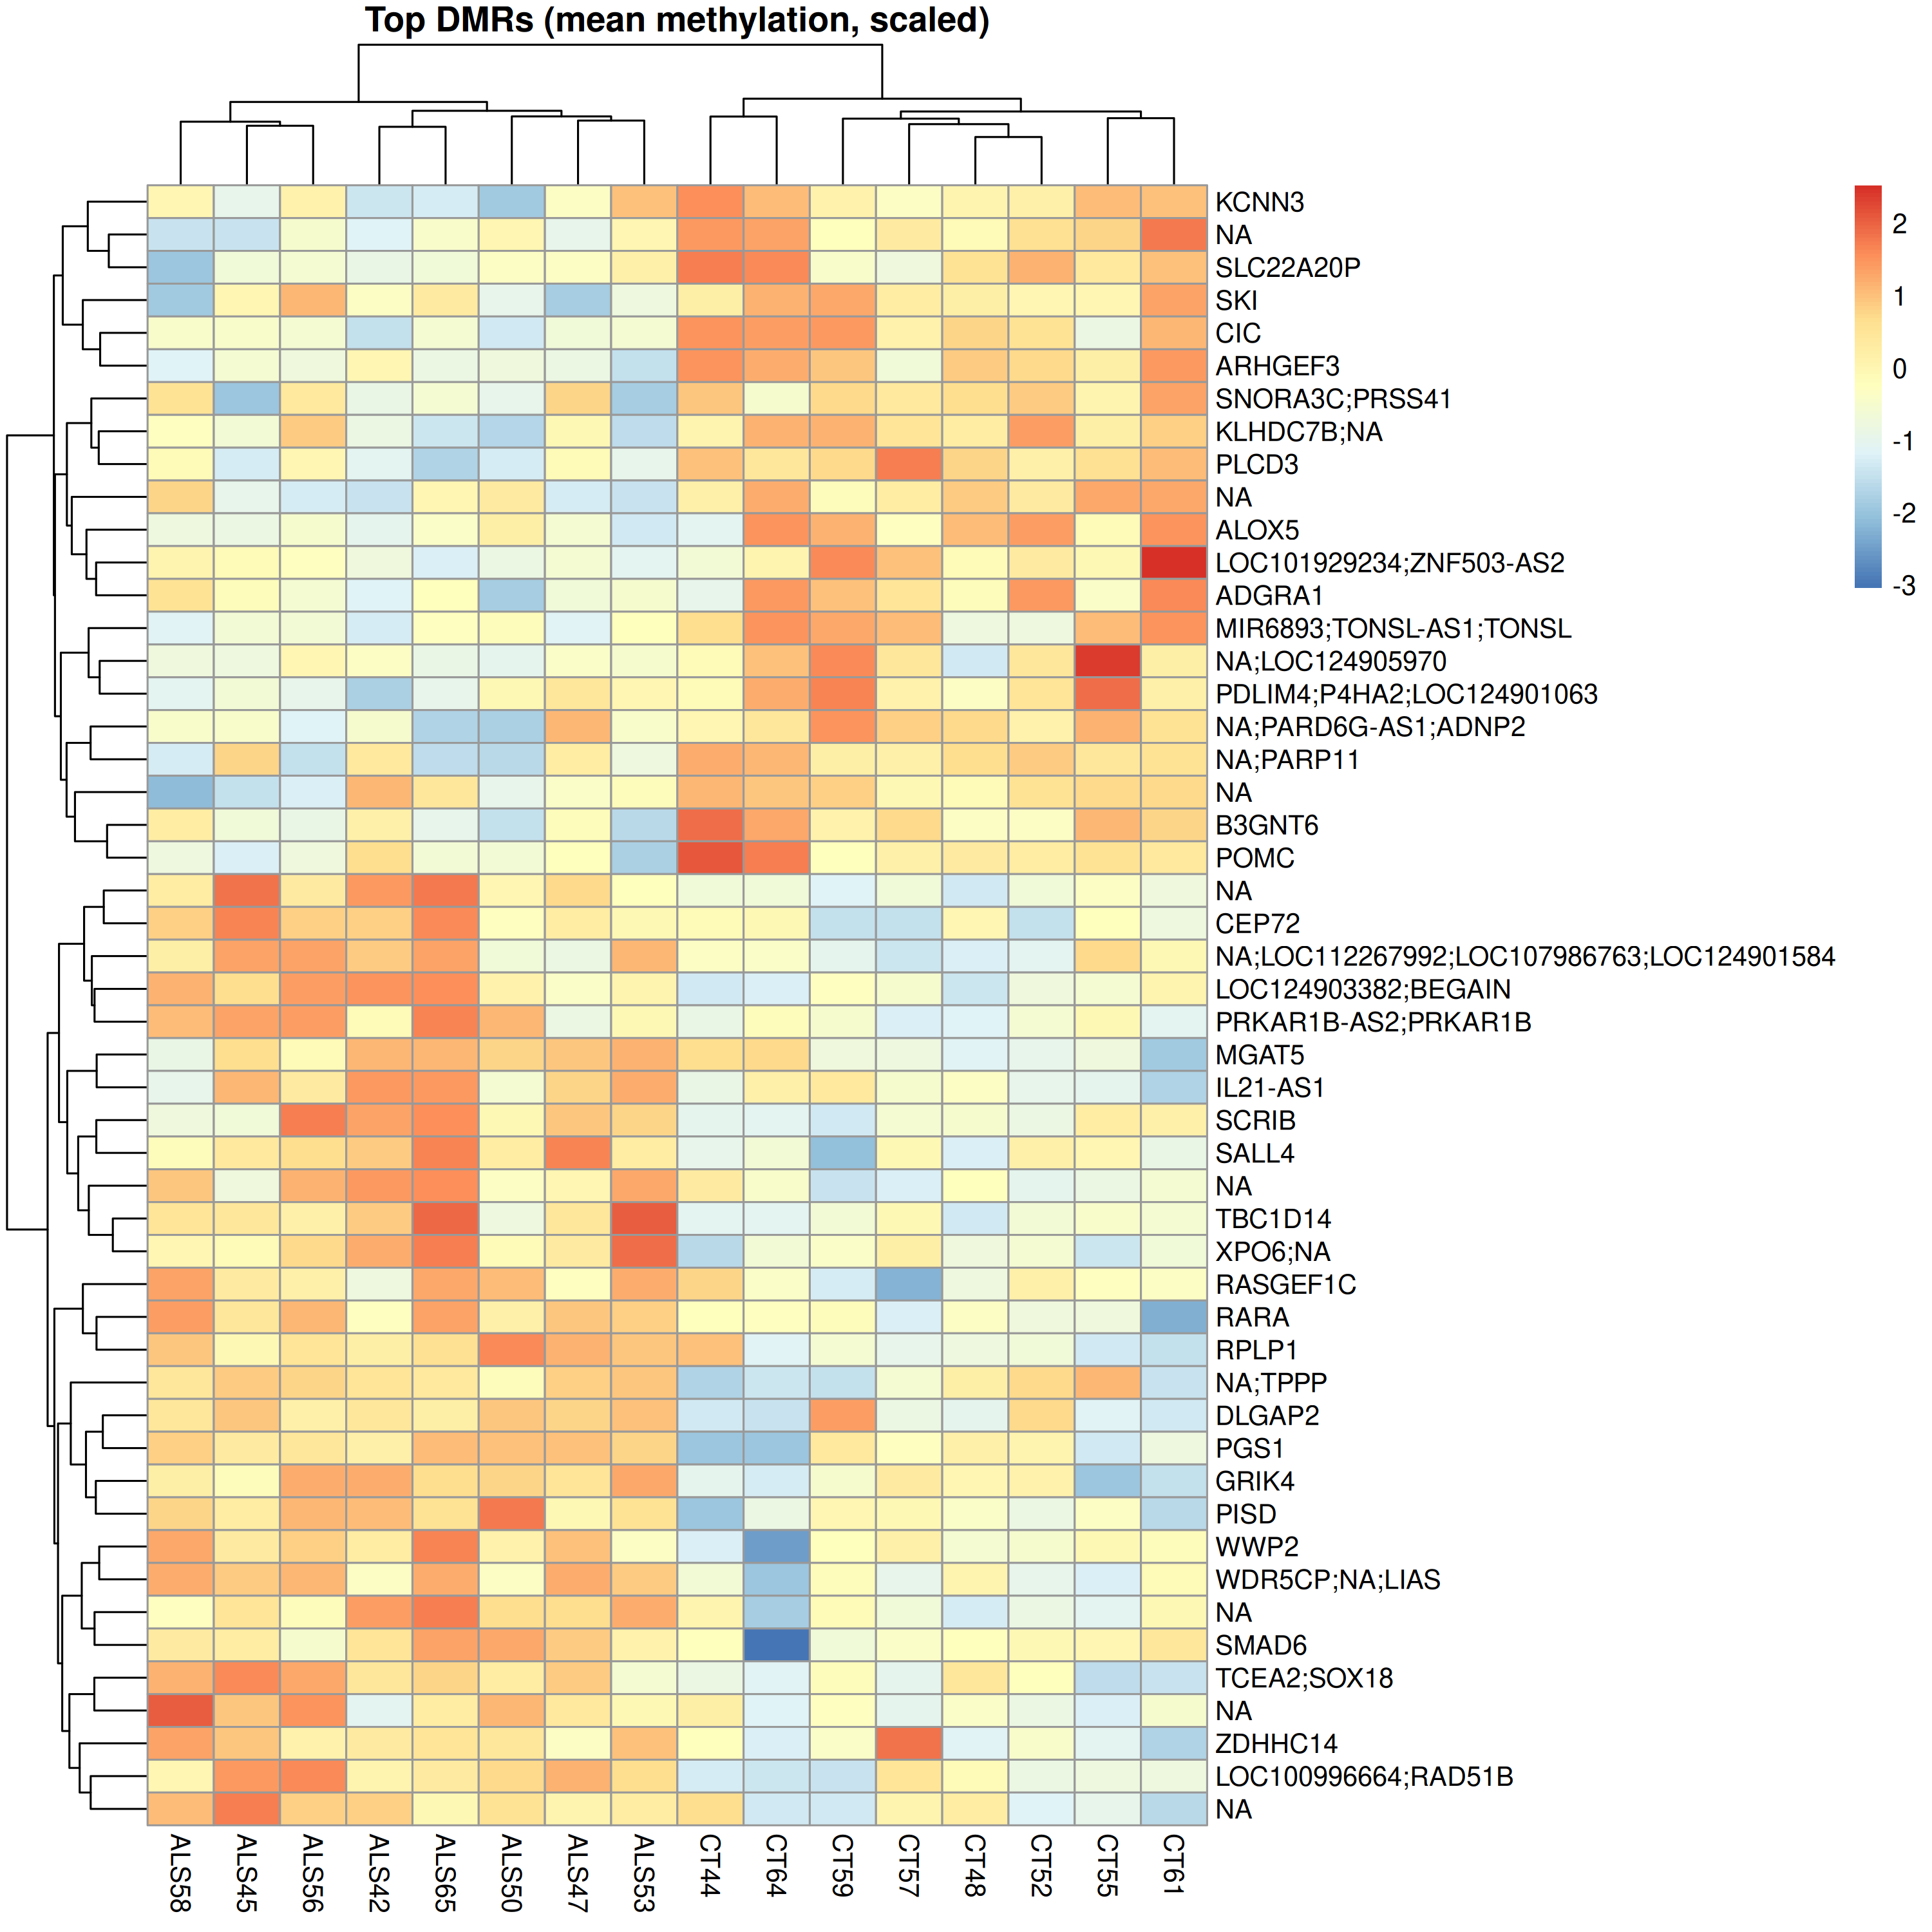 Top DMRs (mean methylation, scaled)
KCNN3
NA
SLC22A20P
SKI
CIC
ARHGEF3
SNORA3C;PRSS41
KLHDC7B;NA
PLCD3
NA
ALOX5
LOC101929234;ZNF503-AS2
ADGRA1
MIR6893;TONSL-AS1;TONSL
NA;LOC124905970
PDLIM4;P4HA2;LOC124901063
NA;PARD6G-AS1;ADNP2
NA;PARP11
NA
B3GNT6
POMC
NA
CEP72
NA;LOC112267992;LOC107986763;LOC124901584
LOC124903382;BEGAIN
PRKAR1B-AS2;PRKAR1B
MGAT5
IL21-AS1
SCRIB
SALL4
NA
TBC1D14
XPO6;NA
RASGEF1C
RARA
RPLP1
NA;TPPP
DLGAP2
PGS1
GRIK4
PISD
WWP2
WDR5CP;NA;LIAS
NA
SMAD6
TCEA2;SOX18
NA
ZDHHC14
LOC100996664;RAD51B
NA
2
1
0
-1
-2
-3
ALS58
ALS45
ALS56
ALS42
ALS65
ALS50
ALS47
ALS53
CT44
CT64
CT59
CT57
CT48
CT52
CT55
CT61